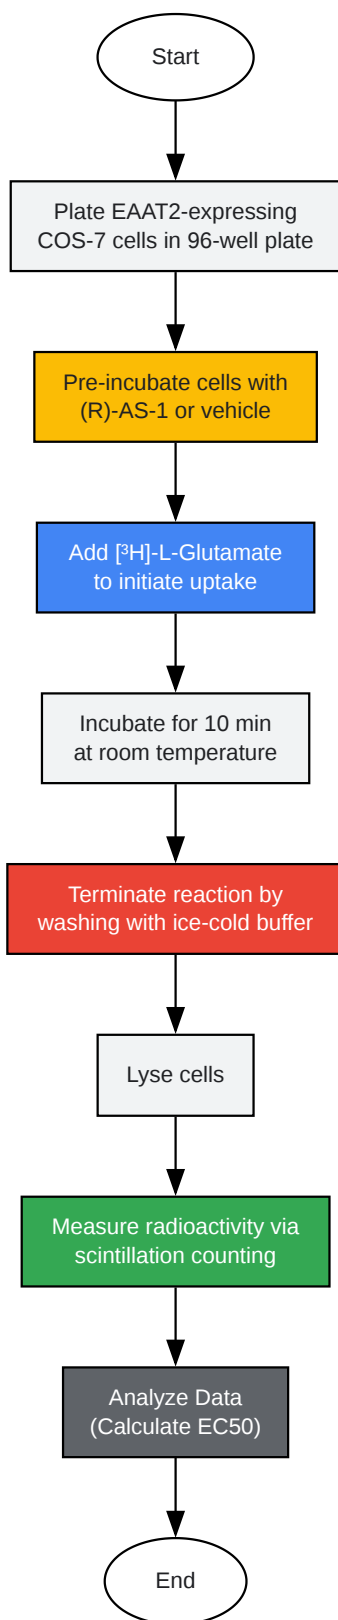 Start
Plate EAAT2-expressing
COS-7 cells in 96-well plate
Pre-incubate cells with
(R)-AS-1 or vehicle
Add [³H]-L-Glutamate
to initiate uptake
Incubate for 10 min
at room temperature
Terminate reaction by
washing with ice-cold buffer
Lyse cells
Measure radioactivity via
scintillation counting
Analyze Data
(Calculate EC50)
End